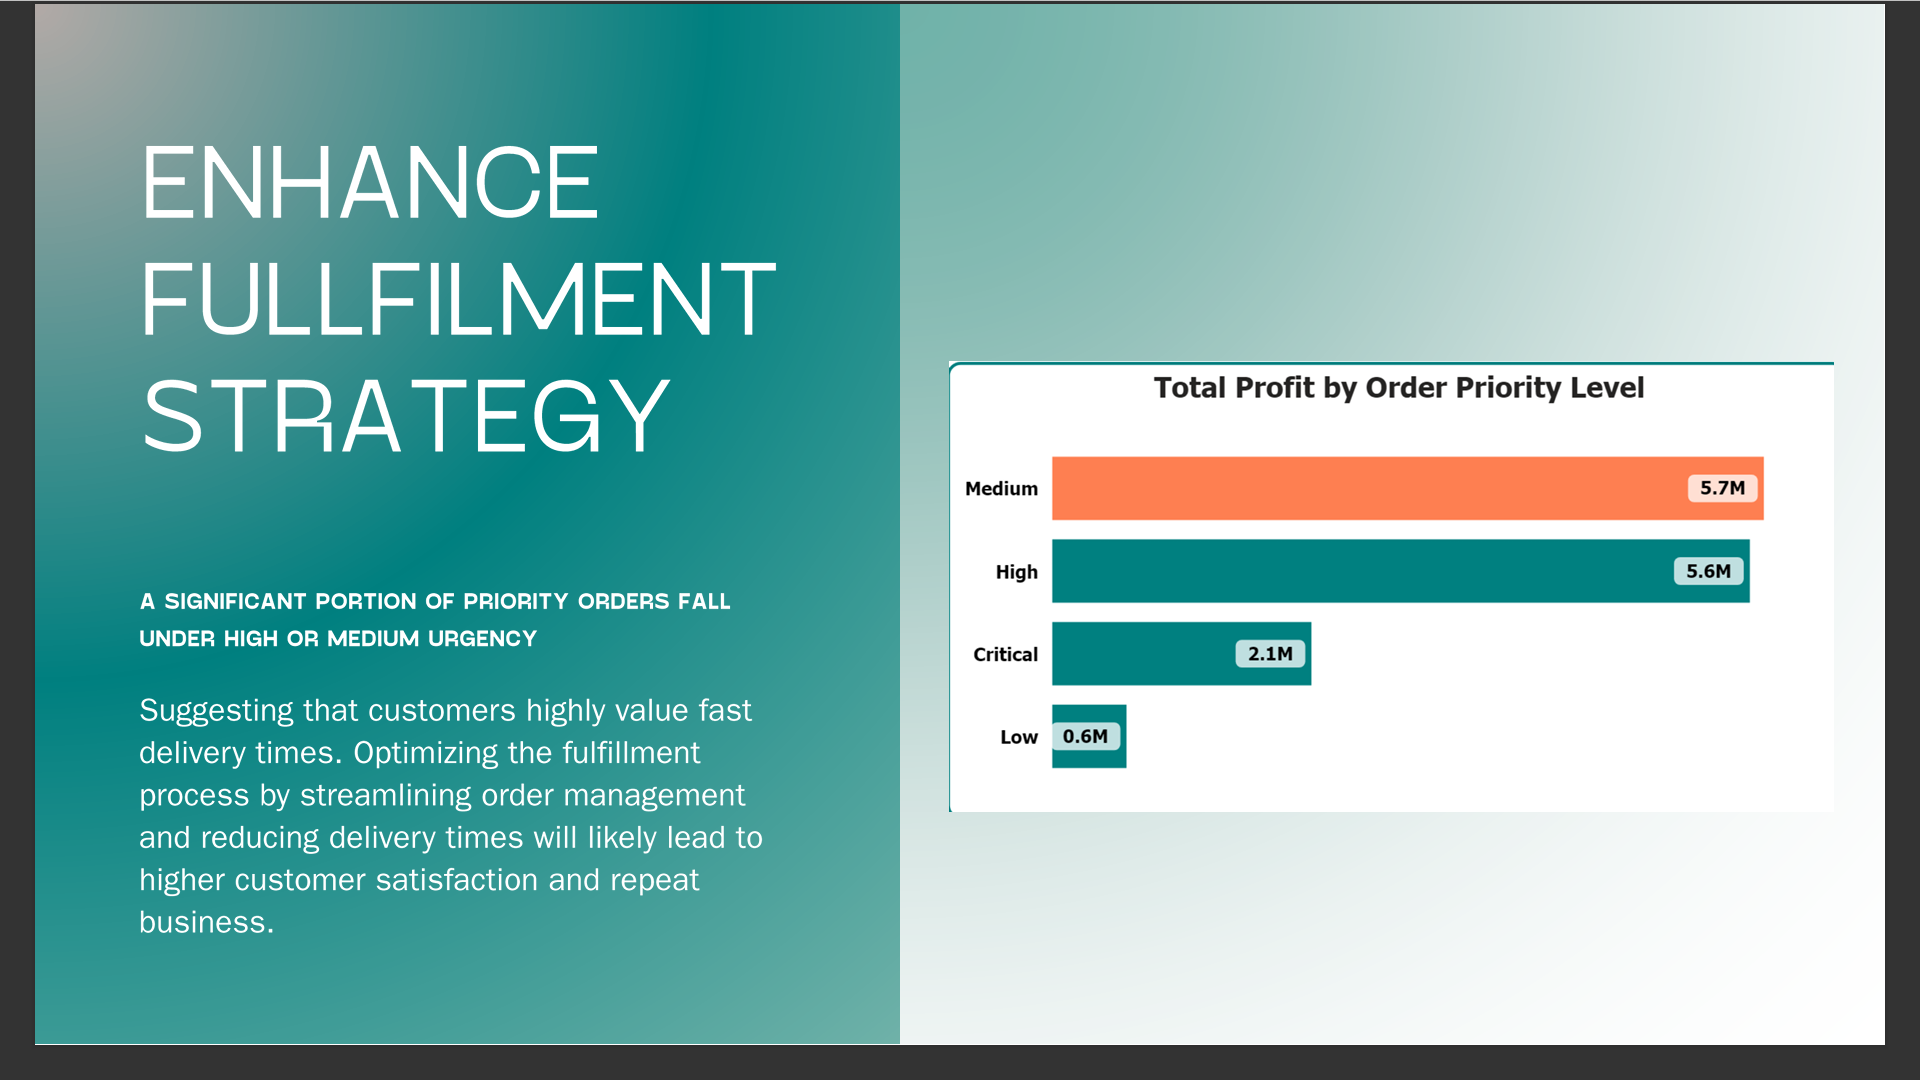 ENHANCE
FULLFILMENT
STRATEGY
A SIGNIFICANT PORTION OF PRIORITY ORDERS FALL
UNDER HIGH OR MEDIUM URGENCY
Suggesting that customers highly value fast
delivery times. Optimizing the fulfillment
process by streamlining order management
and reducing delivery times will likely lead to
higher customer satisfaction and repeat
business.
Total Profit by Order Priority Level
Medium 5.7M
High 5.6M
Critical 2.1M
Low 0.6M